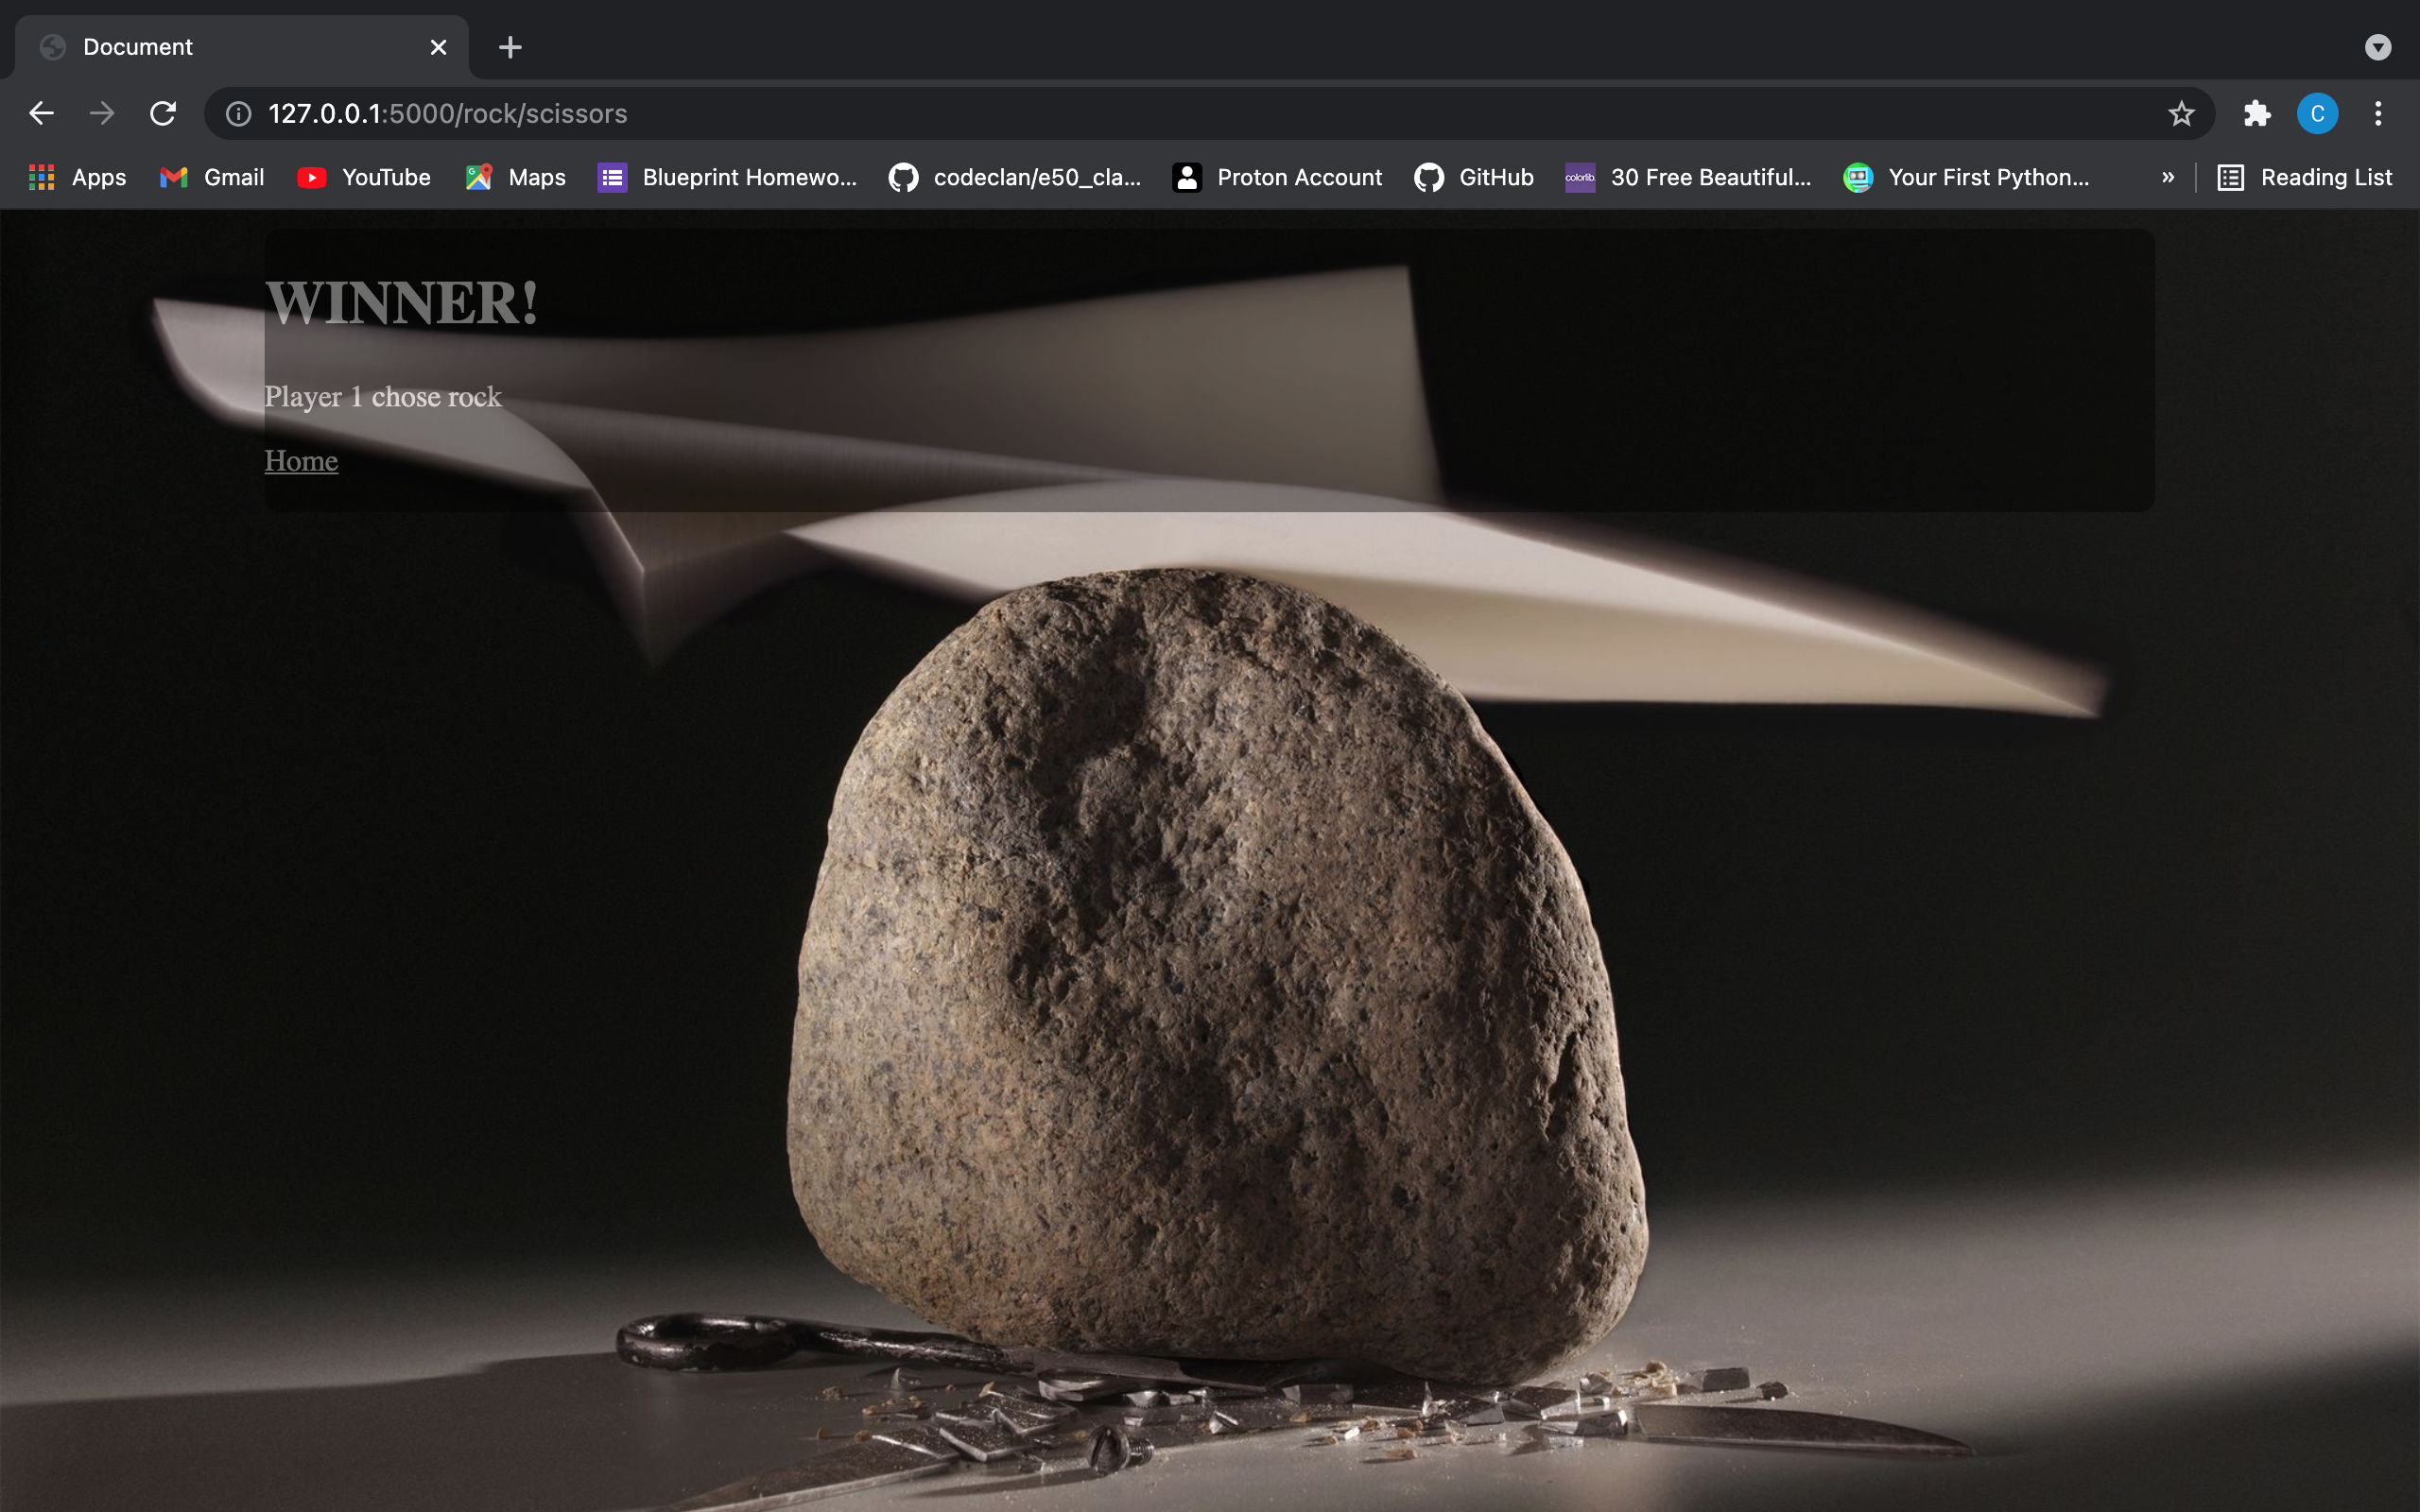 Document
127.0.0.1:5000/rock/scissors
C
Apps Gmail YouTube Maps Blueprint Homewo... codeclan/e50_cla... Proton Account GitHub colorlib. 30 Free Beautiful... Your First Python... » Reading List
WINNER!
Player 1 chose rock
Home